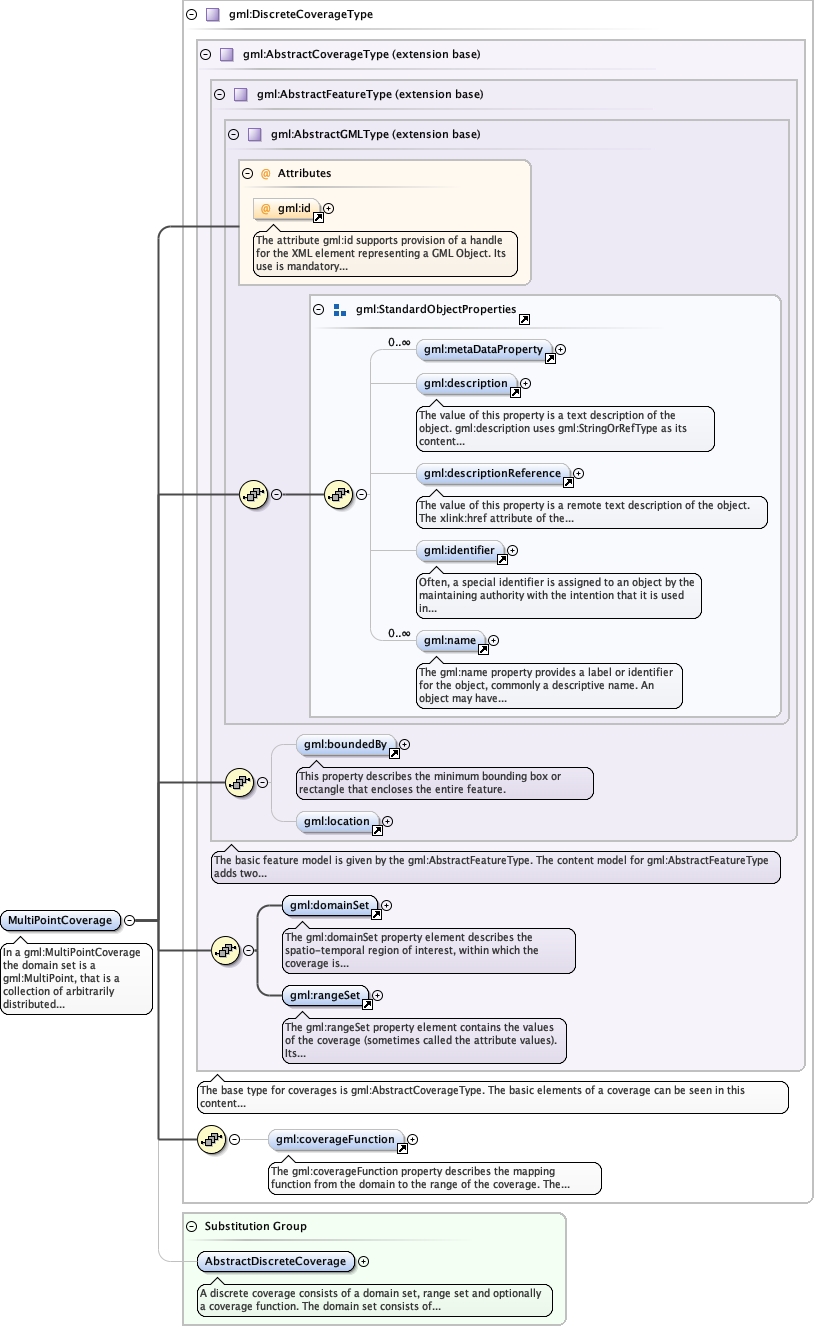 gml:DiscreteCoverageType
gml:AbstractCoverageType (extension base)
gml:AbstractFeatureType (extension base)
gml:AbstractGMLType (extension base)
@ Attributes
@ gml:id
The attribute gml:id supports provision of a handle
for the XML element representing a GML Object. Its
use is mandatory...
gml:StandardObjectProperties
0..∞
gml:metaDataProperty
gml:description
The value of this property is a text description of the
object. gml:description uses gml:StringOrRefType as its
content...
gml:descriptionReference
The value of this property is a remote text description of the object.
The xlink:href attribute of the...
gml:identifier
Often, a special identifier is assigned to an object by the
maintaining authority with the intention that it is used
in...
0..∞
gml:name
The gml:name property provides a label or identifier
for the object, commonly a descriptive name. An
object may have...
gml:boundedBy
This property describes the minimum bounding box or
rectangle that encloses the entire feature.
gml:location
The basic feature model is given by the gml:AbstractFeatureType. The content model for gml:AbstractFeatureType
adds two...
MultiPointCoverage
In a gml:MultiPointCoverage
the domain set is a
gml:MultiPoint, that is a
collection of arbitrarily
distributed...
gml:domainSet
The gml:domainSet property element describes the
spatio-temporal region of interest, within which the
coverage is...
gml:rangeSet
The gml:rangeSet property element contains the values
of the coverage (sometimes called the attribute values).
Its...
The base type for coverages is gml:AbstractCoverageType. The basic elements of a coverage can be seen in this
content...
gml:coverageFunction
The gml:coverageFunction property describes the mapping
function from the domain to the range of the coverage. The...
Substitution Group
AbstractDiscreteCoverage
A discrete coverage consists of a domain set, range set and optionally
a coverage function. The domain set consists of...